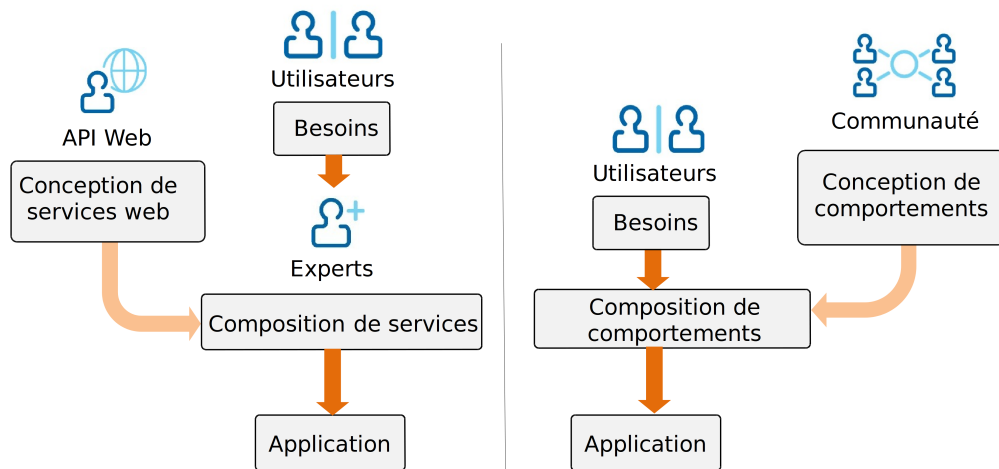 Utilisateurs
Besoins
API Web
Conception de
services web
Experts
Composition de services
Application
Communauté
Utilisateurs
Conception de
comportements
Besoins
Composition de
comportements
Application